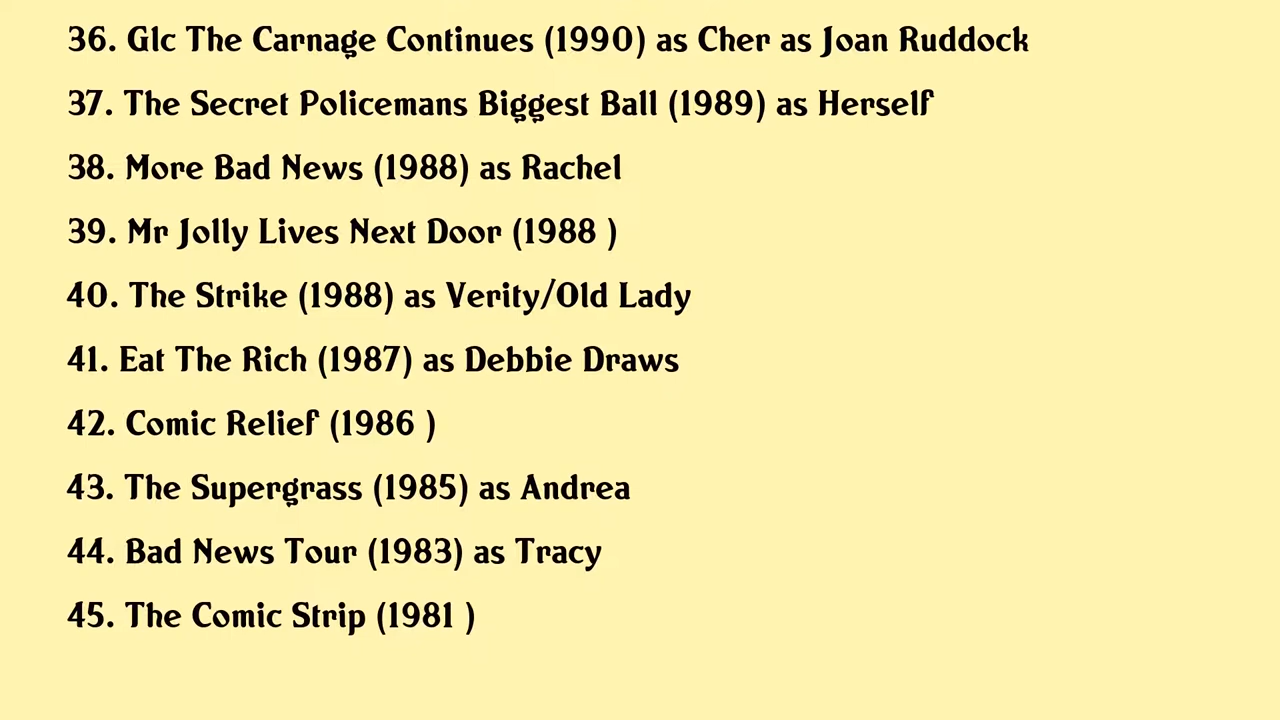 36. Glc The Carnage Continues (1990) as Cher as Joan Ruddock
37. The Secret Policemans Biggest Ball (1989) as Herself
38. More Bad News (1988) as Rachel
39. Mr Jolly Lives Next Door (1988 )
40. The Strike (1988) as Verity/Old Lady
41. Eat The Rich (1987) as Debbie Draws
42. Comic Relief (1986 )
43. The Supergrass (1985) as Andrea
44. Bad News Tour (1983) as Tracy
45. The Comic Strip (1981 )